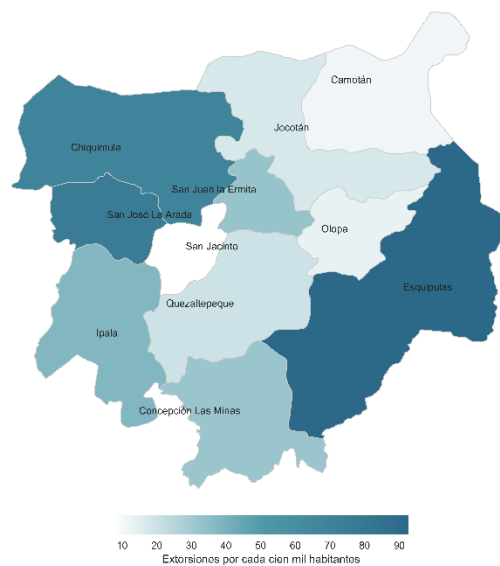 Camotán
Jocotán
Chiquimula
San Juan la Ermita
San José La Arada
Olopa
San Jacinto
Esquipulas
Quezaltepeque
Ipala
Concepción Las Minas
10 20 30 40 50 60 70 80 90
Extorsiones por cada cien mil habitantes